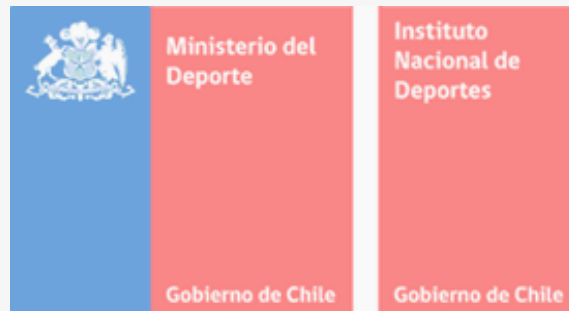 Ministerio del
Deporte
Gobierno de Chile
Instituto
Nacional de
Deportes
Gobierno de Chile